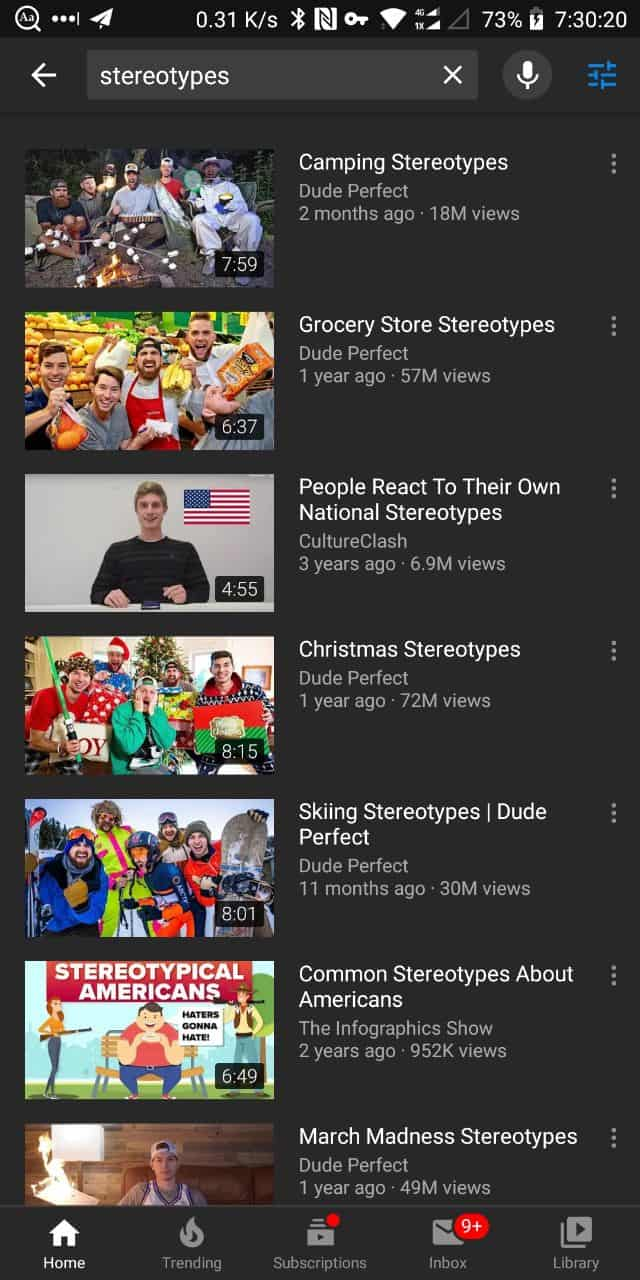 Aa 0.31 K/s 4G 1X 73% 7:30:20
stereotypes
7:59
Camping Stereotypes
Dude Perfect
2 months ago · 18M views
6:37
Grocery Store Stereotypes
Dude Perfect
1 year ago · 57M views
4:55
People React To Their Own
National Stereotypes
CultureClash
3 years ago · 6.9M views
OY
8:15
Christmas Stereotypes
Dude Perfect
1 year ago · 72M views
8:01
Skiing Stereotypes | Dude
Perfect
Dude Perfect
11 months ago · 30M views
STEREOTYPICAL
AMERICANS
HATERS
GONNA
HATE!
6:49
Common Stereotypes About
Americans
The Infographics Show
2 years ago · 952K views
March Madness Stereotypes
Dude Perfect
1 year ago · 49M views
9+
Home Trending Subscriptions Inbox Library